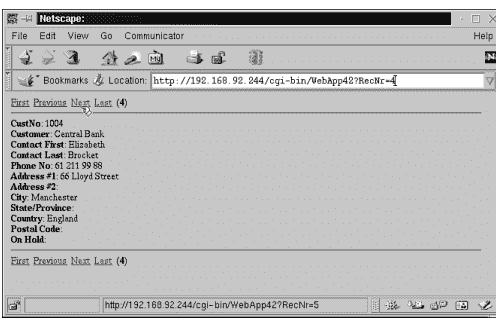 Netscape:
File Edit View Go Communicator Help
My
N
Bookmarks Location: http://192.168.92.244/cgi-bin/WebApp42?RecNr=4
First Previous Next Last (4)
CustNo: 1004
Customer: Central Bank
Contact First: Elizabeth
Contact Last: Brocket
Phone No: 61 211 99 88
Address #1: 66 Lloyd Street
Address #2:
City: Manchester
State/Province:
Country: England
Postal Code:
On Hold:
First Previous Next Last (4)
http://192.168.92.244/cgi-bin/WebApp42?RecNr=5